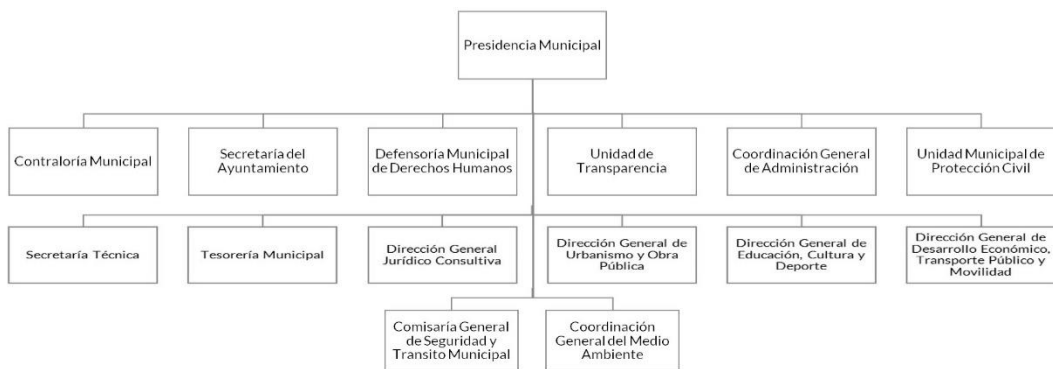 Presidencia Municipal
Contraloría Municipal
Secretaría del
Ayuntamiento
Defensoría Municipal
de Derechos Humanos
Unidad de
Transparencia
Coordinación General
de Administración
Unidad Municipal de
Protección Civil
Secretaría Técnica
Tesorería Municipal
Dirección General
Jurídico Consultiva
Dirección General de
Urbanismo y Obra
Pública
Dirección General de
Educación, Cultura y
Deporte
Dirección General de
Desarrollo Económico,
Transporte Público y
Movilidad
Comisaría General
de Seguridad y
Transito Municipal
Coordinación
General del Medio
Ambiente